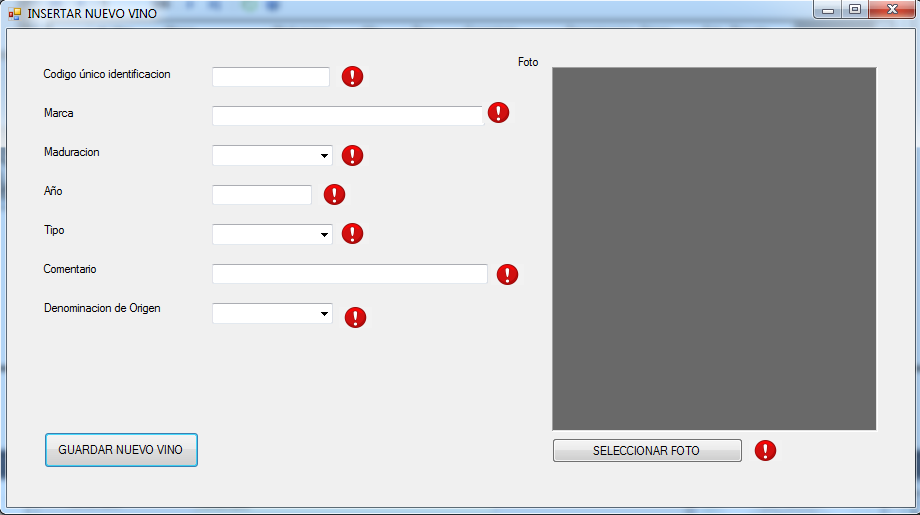 INSERTAR NUEVO VINO
Foto
Codigo único identificacion
Marca
Maduracion
Año
Tipo
Comentario
Denominacion de Origen
GUARDAR NUEVO VINO
SELECCIONAR FOTO